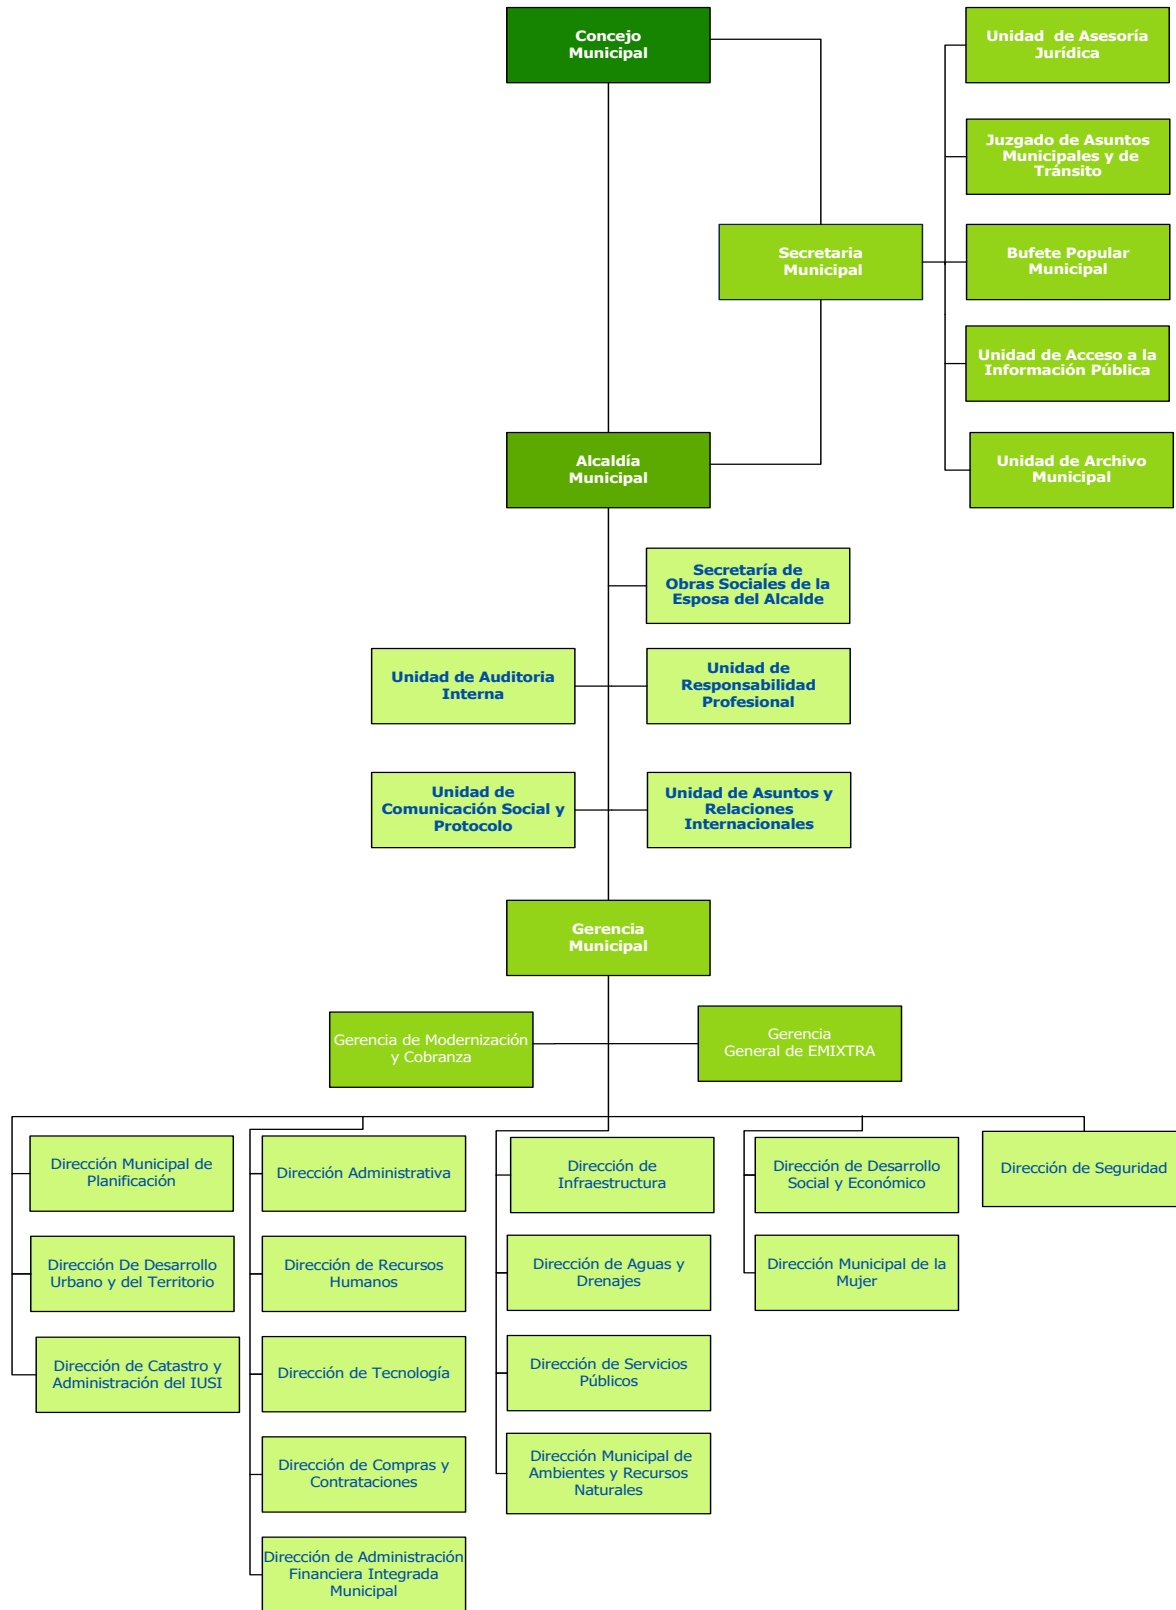 Concejo
Municipal
Unidad de Asesoría
Jurídica
Juzgado de Asuntos
Municipales y de
Tránsito
Secretaria
Municipal
Bufete Popular
Municipal
Unidad de Acceso a la
Información Pública
Alcaldía
Municipal
Unidad de Archivo
Municipal
Secretaría de
Obras Sociales de la
Esposa del Alcalde
Unidad de Auditoria
Interna
Unidad de
Responsabilidad
Profesional
Unidad de
Comunicación Social y
Protocolo
Unidad de Asuntos y
Relaciones
Internacionales
Gerencia
Municipal
Gerencia de Modernización
y Cobranza
Gerencia
General de EMIXTRA
Dirección Municipal de
Planificación
Dirección Administrativa
Dirección de
Infraestructura
Dirección de Desarrollo
Social y Económico
Dirección de Seguridad
Dirección De Desarrollo
Urbano y del Territorio
Dirección de Recursos
Humanos
Dirección de Aguas y
Drenajes
Dirección Municipal de la
Mujer
Dirección de Catastro y
Administración del IUSI
Dirección de Tecnología
Dirección de Servicios
Públicos
Dirección de Compras y
Contrataciones
Dirección Municipal de
Ambientes y Recursos
Naturales
Dirección de Administración
Financiera Integrada
Municipal